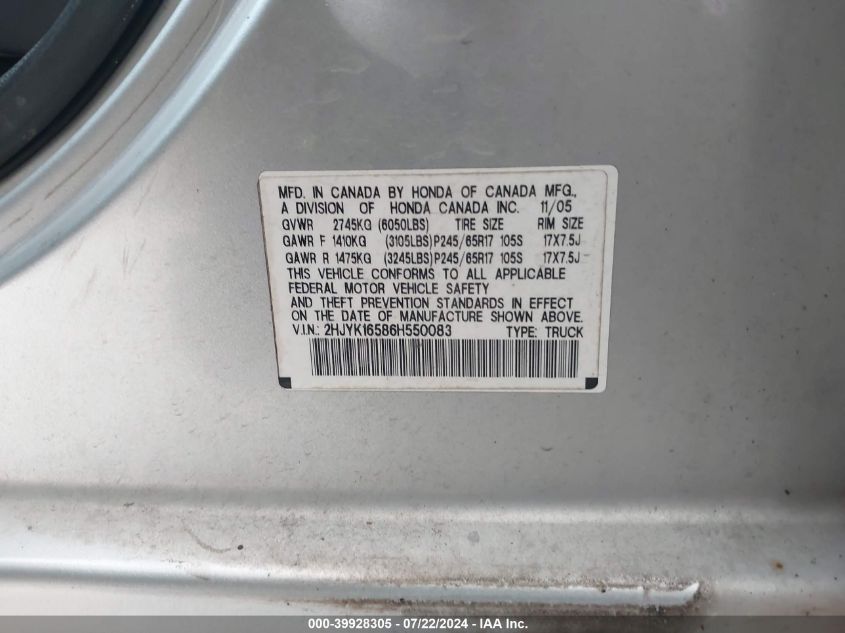 MFD. IN CANADA BY HONDA OF CANADA MFG.,
A DIVISION OF HONDA CANADA INC. 11/05
GVWR 2745KG (6050LBS) TIRE SIZE RIM SIZE
GAWR F 1410KG (3105LBS)P245/65R17 105S 17X7.5J
GAWR R 1475KG (3245LBS)P245/65R17 105S 17X7.5J
THIS VEHICLE CONFORMS TO ALL APPLICABLE
FEDERAL MOTOR VEHICLE SAFETY
AND THEFT PREVENTION STANDARDS IN EFFECT
ON THE DATE OF MANUFACTURE SHOWN ABOVE.
V.I.N.: 2HJYK16586H550083 TYPE: TRUCK
000-39928305 - 07/22/2024 - IAA Inc.